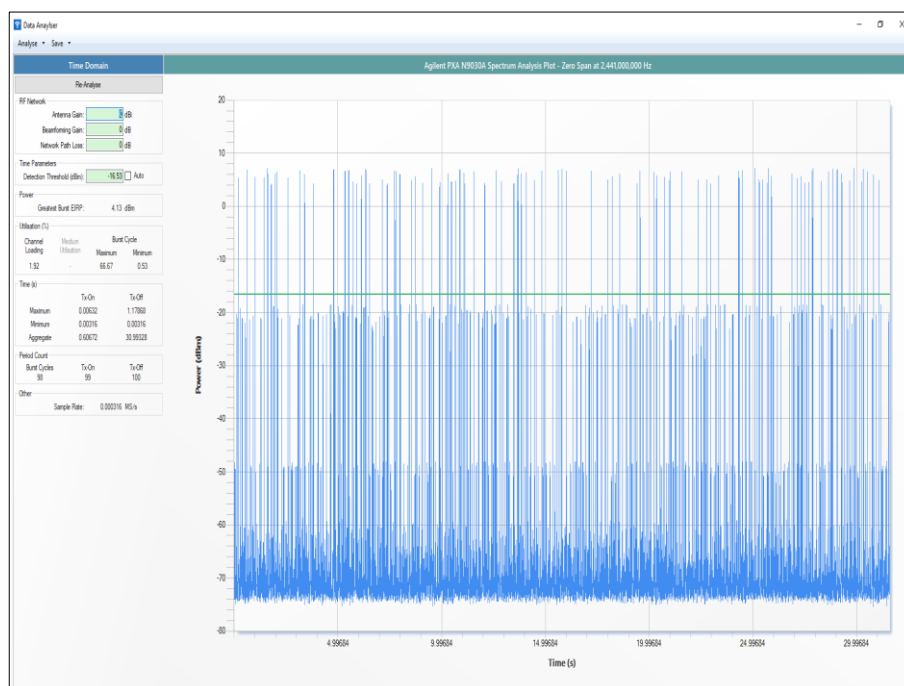 Data Anaylser
Analyse Save
Time Domain
Agilent PXA N9030A Spectrum Analysis Plot - Zero Span at 2,441,000,000 Hz
Re-Analyse
RF Network
Antenna Gain: dBi
Beamforming Gain: 0 dB
Network Path Loss: 0 dB
Time Parameters
Detection Threshold (dBm): -16.53 Auto
Power
Greatest Burst EIRP: 4.13 dBm
Utilisation (%)
Channel Loading Medium Utilisation Burst Cycle
Maximum Minimum
1.92 - 66.67 0.53
Time (s)
Tx-On Tx-Off
Maximum 0.00632 1.17860
Minimum 0.00316 0.00316
Aggregate 0.60672 30.99328
Period Count
Burst Cycles Tx-On Tx-Off
98 99 100
Other
Sample Rate: 0.000316 MS/s
20
10
0
-10
-20
-30
-40
-50
-60
-70
-80
Power (dBm)
4.99684 9.99684 14.99684 19.99684 24.99684 29.99684
Time (s)